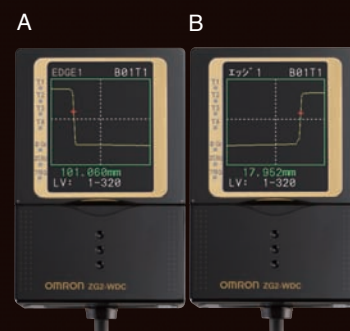 A
B
EDGE1 B01T1
101.060mm
LV: 1-320
OMRON ZG2-WDC
エッジ1 B01T1
17.952mm
LV: 1-320
OMRON ZG2-WDC